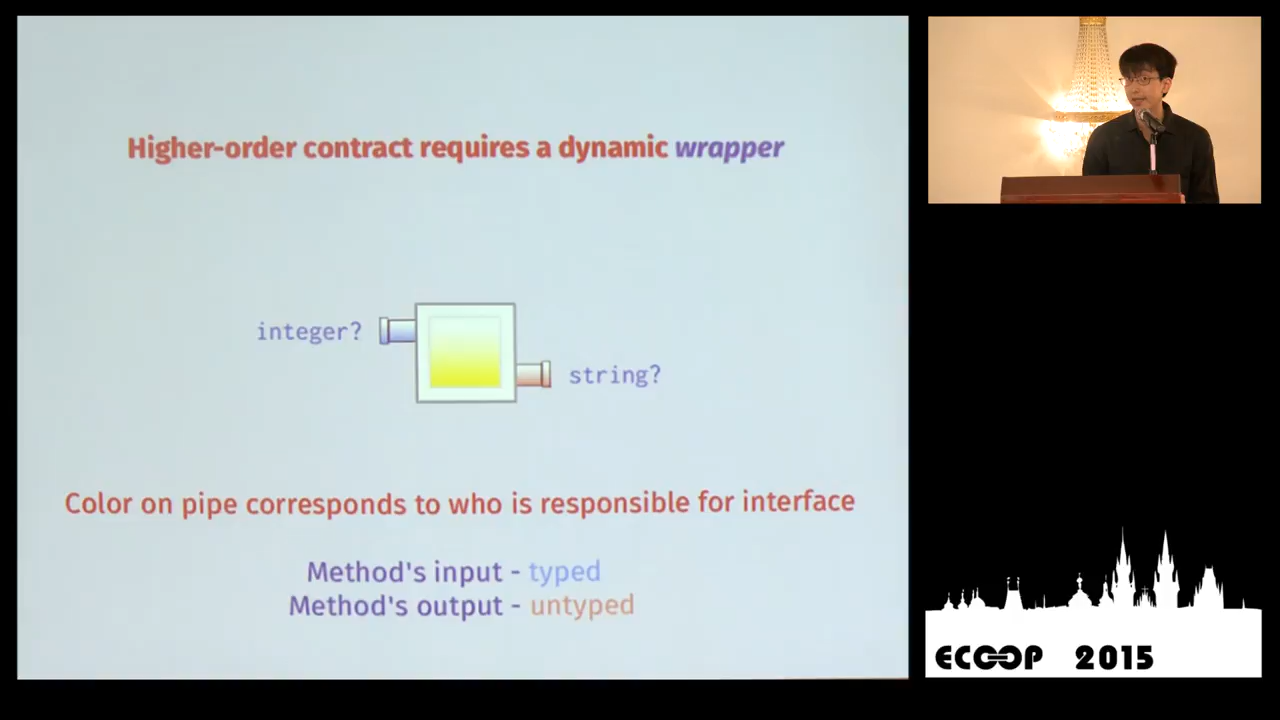 Higher-order contract requires a dynamic wrapper
integer?
string?
Color on pipe corresponds to who is responsible for interface
Method's input - typed
Method's output - untyped
ECOOP 2015